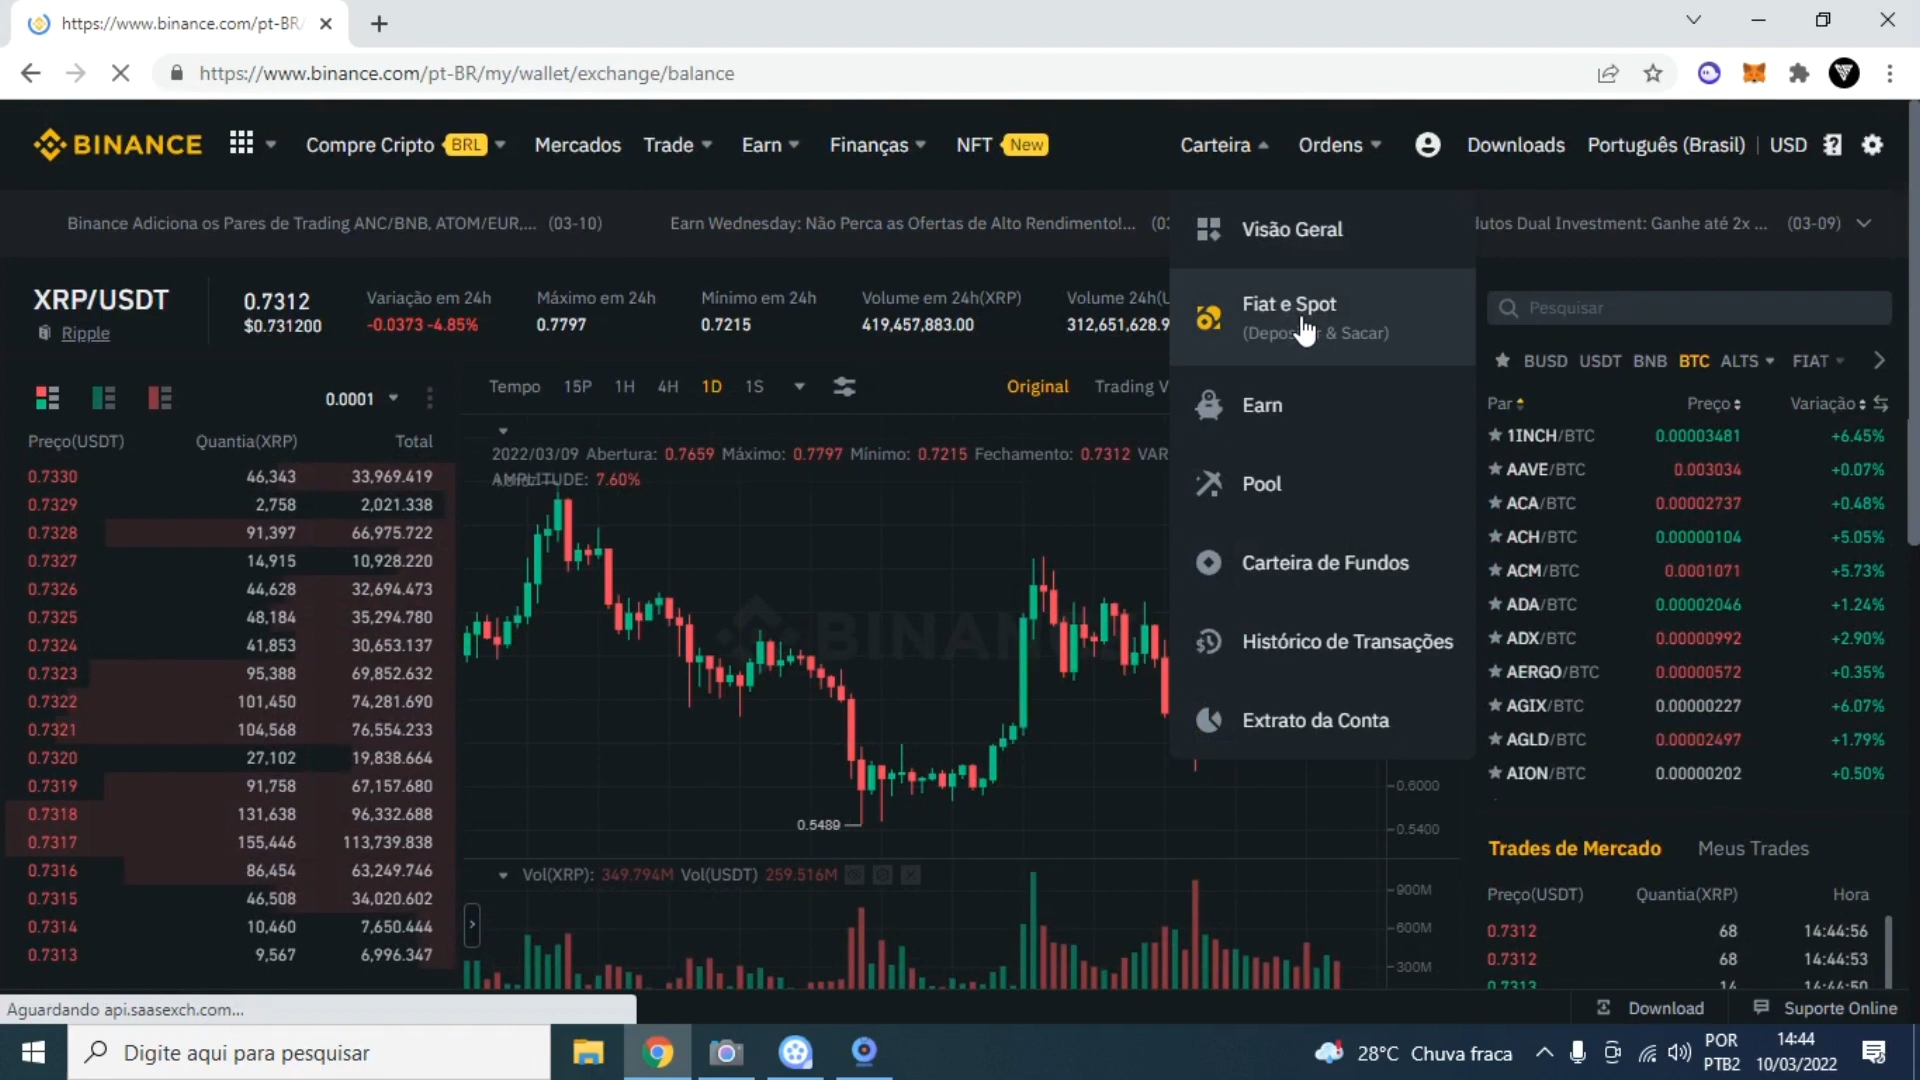 https://www.binance.com/pt-BR/
https://www.binance.com/pt-BR/my/wallet/exchange/balance
BINANCE Compre Cripto BRL Mercados Trade Earn Finanças NFT New Carteira Ordens Downloads Português (Brasil) USD
Binance Adiciona os Pares de Trading ANC/BNB, ATOM/EUR,... (03-10) Earn Wednesday: Não Perca as Ofertas de Alto Rendimento!... dutos Dual Investment: Ganhe até 2x ... (03-09)
Visão Geral
Fiat e Spot
& Sacar)
Earn
Pool
Carteira de Fundos
Histórico de Transações
Extrato da Conta
XRP/USDT
Ripple
0.7312
$0.731200
Variação em 24h
-0.0373 -4.85%
Máximo em 24h
0.7797
Mínimo em 24h
0.7215
Volume em 24h(XRP)
419,457,883.00
Volume 24h(
312,651,628.9
0.0001
Preço(USDT) Quantia(XRP) Total
0.7330 46,343 33,969.419
0.7329 2,758 2,021.338
0.7328 91,397 66,975.722
0.7327 14,915 10,928.220
0.7326 44,628 32,694.473
0.7325 48,184 35,294.780
0.7324 41,853 30,653.137
0.7323 95,388 69,852.632
0.7322 101,450 74,281.690
0.7321 104,568 76,554.233
0.7320 27,102 19,838.664
0.7319 91,758 67,157.680
0.7318 131,638 96,332.688
0.7317 155,446 113,739.838
0.7316 86,454 63,249.746
0.7315 46,508 34,020.602
0.7314 10,460 7,650.444
0.7313 9,567 6,996.347
Tempo 15P 1H 4H 1D 1S Original Trading V
2022/03/09 Abertura: 0.7659 Máximo: 0.7797 Mínimo: 0.7215 Fechamento: 0.7312 VAR
AMPLITUDE: 7.60%
BINAN
0.5489
0.6000
0.5400
Vol(XRP): 349.794M Vol(USDT) 259.516M
900M
600M
300M
Pesquisar
BUSD USDT BNB BTC ALTS FIAT
Par Preço Variação
1INCH/BTC 0.00003481 +6.45%
AAVE/BTC 0.003034 +0.07%
ACA/BTC 0.00002737 +0.48%
ACH/BTC 0.00000104 +5.05%
ACM/BTC 0.0001071 +5.73%
ADA/BTC 0.00002046 +1.24%
ADX/BTC 0.00000992 +2.90%
AERGO/BTC 0.00000572 +0.35%
AGIX/BTC 0.00000227 +6.07%
AGLD/BTC 0.00002497 +1.79%
AION/BTC 0.00000202 +0.50%
Trades de Mercado Meus Trades
Preço(USDT) Quantia(XRP) Hora
0.7312 68 14:44:56
0.7312 68 14:44:53
0.7313 14 14:44:50
Download Suporte Online
Aguardando api.saasexch.com...
Digite aqui para pesquisar
28°C Chuva fraca
POR
PTB2
14:44
10/03/2022